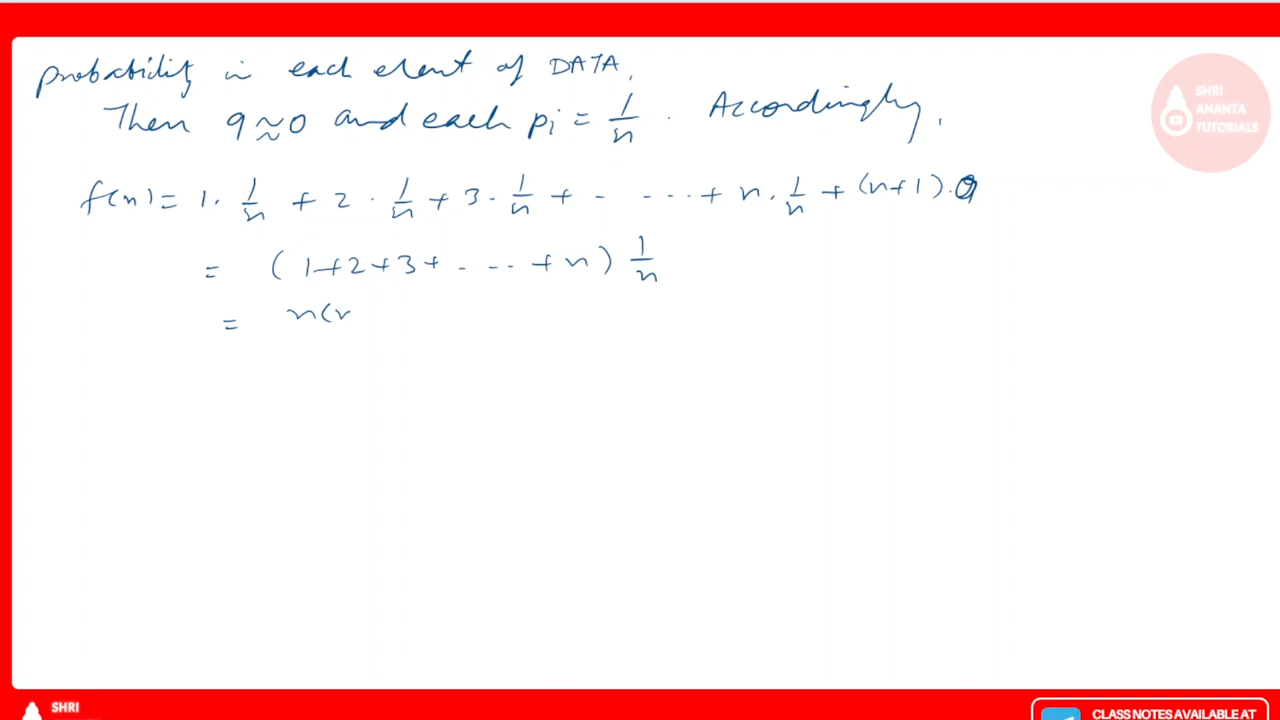 probability in each elent of DATA,
Then q ≈ 0 and each pi = 1/n . Accordingly,
f(n) = 1 . 1/n + 2 . 1/n + 3 . 1/n + - - - - . . + n . 1/n + (n+1) . 0
= (1+2+3+ - - - - + n) 1/n
= n(n
SHRI
ANANTA
TUTORIALS
SHRI
CLASS NOTES AVAILABLE AT